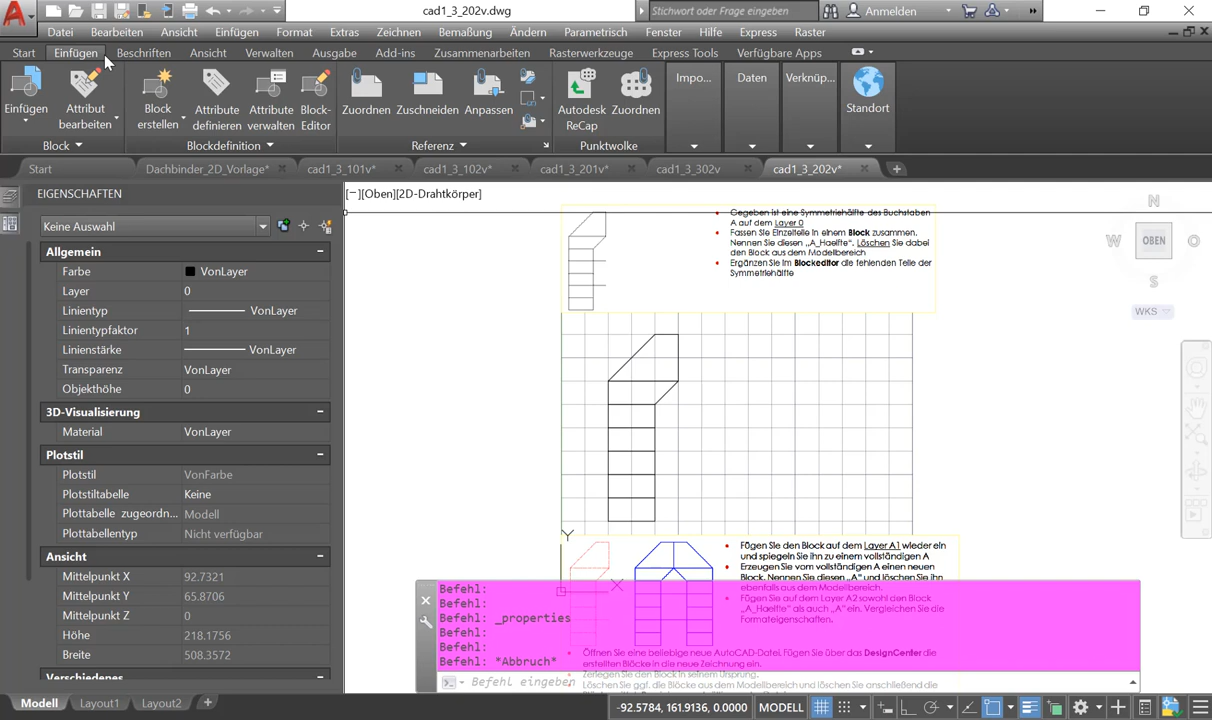 cad1_3_202v.dwg
Stichwort oder Frage eingeben
Anmelden
Datei Bearbeiten Ansicht Einfügen Format Extras Zeichnen Bemaßung Ändern Parametrisch Fenster Hilfe Express Raster
Start Einfügen Beschriften Ansicht Verwalten Ausgabe Add-ins Zusammenarbeiten Rasterwerkzeuge Express Tools Verfügbare Apps
Einfügen
Attribut
bearbeiten
Block
erstellen
Attribute
definieren
Attribute
verwalten
Block-
Editor
Zuordnen
Zuschneiden
Anpassen
Autodesk
ReCap
Zuordnen
Impo...
Daten
Verknüp...
Standort
Block
Blockdefinition
Referenz
Punktwolke
Start Dachbinder_2D_Vorlage* cad1_3_101v* cad1_3_102v* cad1_3_201v* cad1_3_302v cad1_3_202v*
EIGENSCHAFTEN
[−][Oben][2D-Drahtkörper]
Keine Auswahl
Allgemein
Farbe VonLayer
Layer 0
Linientyp VonLayer
Linientypfaktor 1
Linienstärke VonLayer
Transparenz VonLayer
Objekthöhe 0
3D-Visualisierung
Material VonLayer
Plotstil
Plotstil VonFarbe
Plotstiltabelle Keine
Plottabelle zugeordn... Modell
Plottabellentyp Nicht verfügbar
Ansicht
Mittelpunkt X 92.7321
Mittelpunkt Y 65.8706
Mittelpunkt Z 0
Höhe 218.1756
Breite 508.3572
Verschiedenes
Gegeben ist eine Symmetriehälfte des Buchstaben
A auf dem Layer 0
Fassen Sie Einzelteile in einem Block zusammen.
Nennen Sie diesen „A_Haelfte“. Löschen Sie dabei
den Block aus dem Modellbereich
Ergänzen Sie im Blockeditor die fehlenden Teile der
Symmetriehälfte
N
W OBEN O
S
WKS
Y
X
Fügen Sie den Block auf dem Layer A1 wieder ein
und spiegeln Sie ihn zu einem vollständigen A
Erzeugen Sie vom vollständigen A einen neuen
Block. Nennen Sie diesen „A“ und löschen Sie ihn
ebenfalls aus dem Modellbereich.
Fügen Sie auf dem Layer A2 sowohl den Block
„A_Haelfte“ als auch „A“ ein. Vergleichen Sie die
Formateigenschaften.
Öffnen Sie eine beliebige neue AutoCAD-Datei. Fügen Sie über das DesignCenter die
erstellten Blöcke in die neue Zeichnung ein.
Zerlegen Sie den Block in seinem Ursprung.
Löschen Sie ggf. die Blöcke aus dem Modellbereich und löschen Sie anschließend die
Befehl:
Befehl:
Befehl: _properties
Befehl:
Befehl:
Befehl: *Abbruch*
Befehl eingeben
Modell Layout1 Layout2 +
-92.5784, 161.9136, 0.0000 MODELL